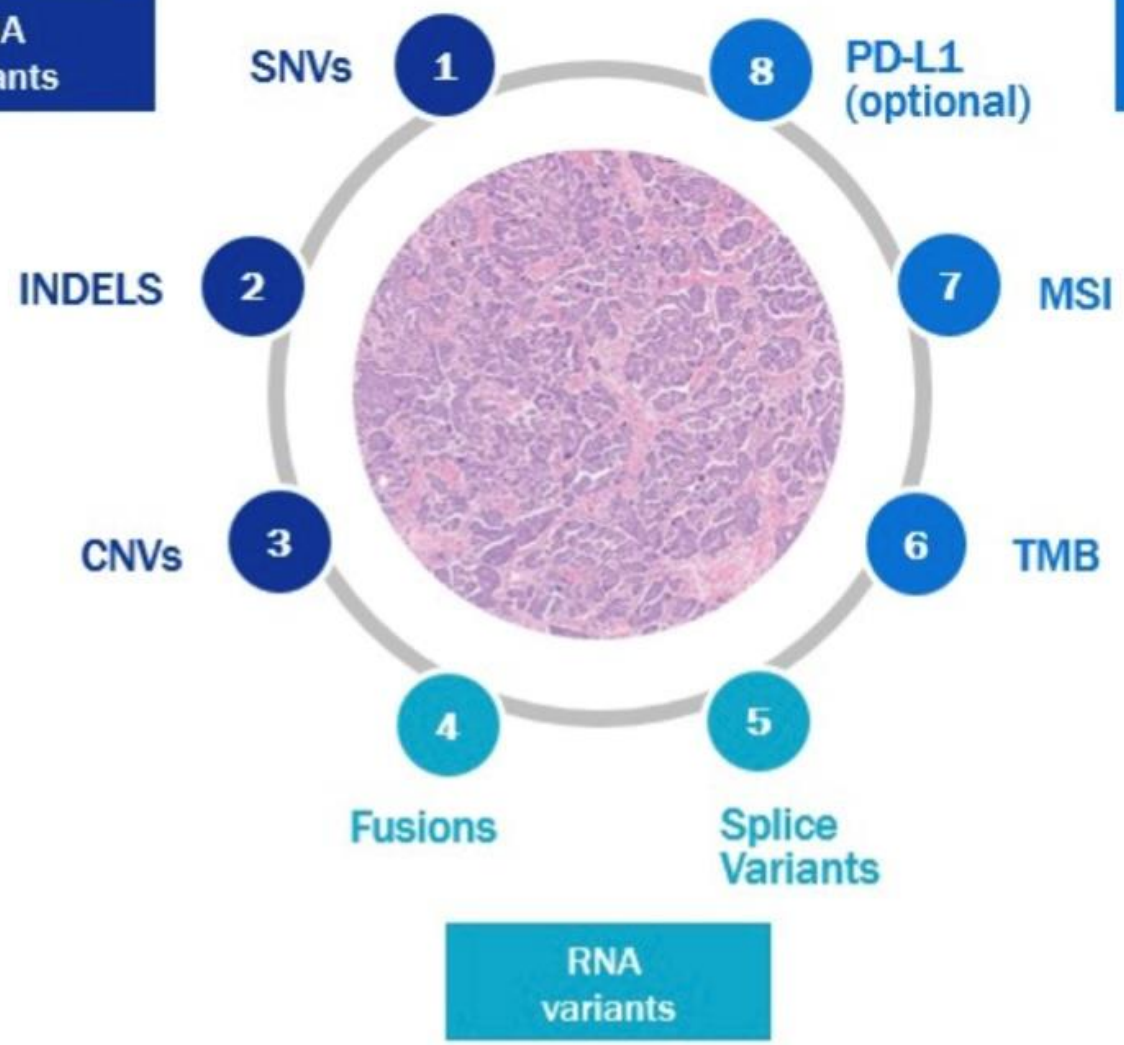 A
ants
SNVs
1
8
PD-L1
(optional)
INDELS
2
7
MSI
CNVs
3
6
TMB
4
5
Fusions
Splice
Variants
RNA
variants